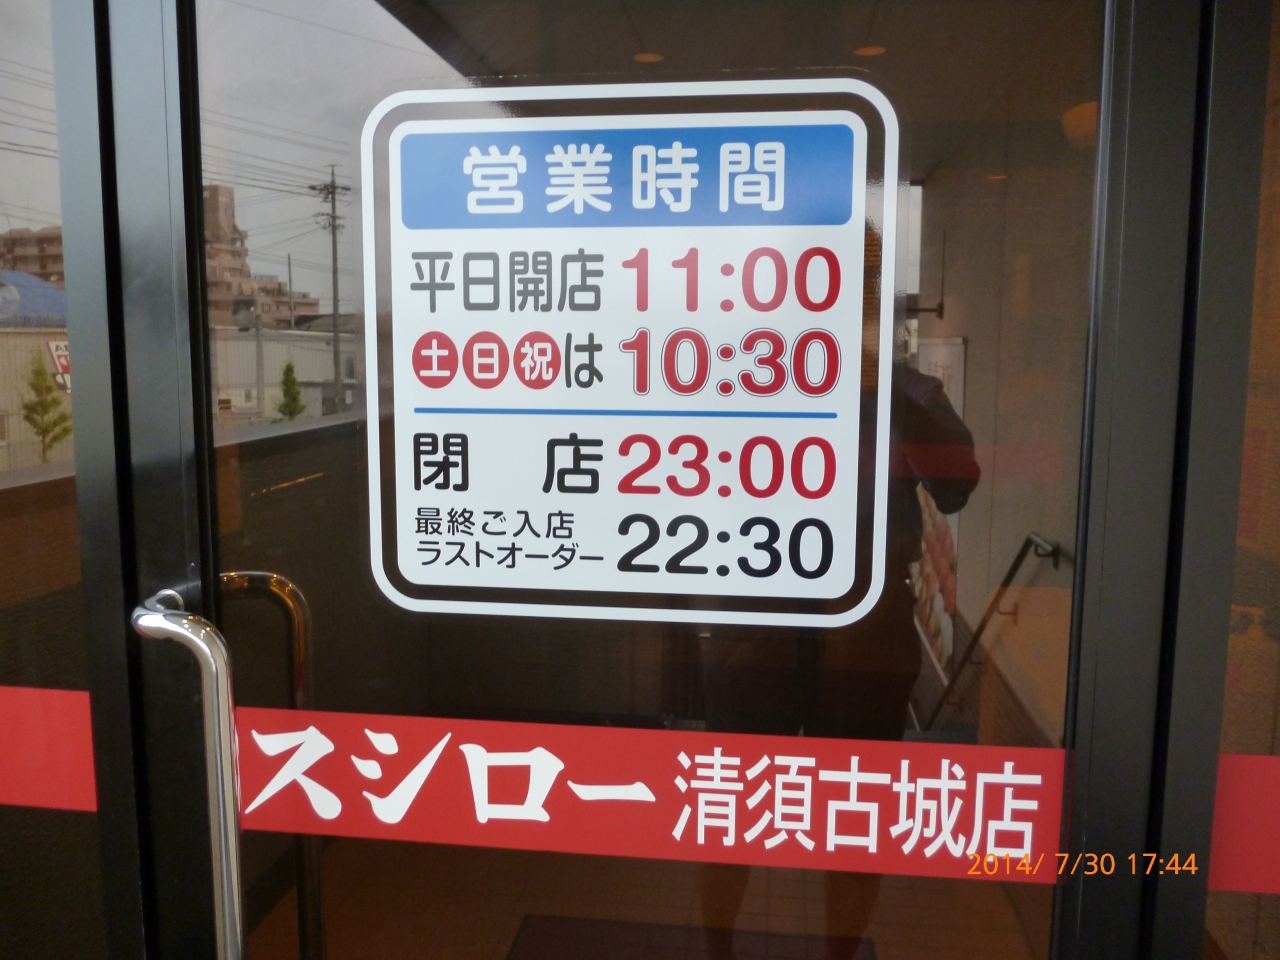 営業時間
平日開店 11:00
土日祝は 10:30
閉店 23:00
最終ご入店
ラストオーダー 22:30
スシロー 清須古城店
2014/ 7/30 17:44